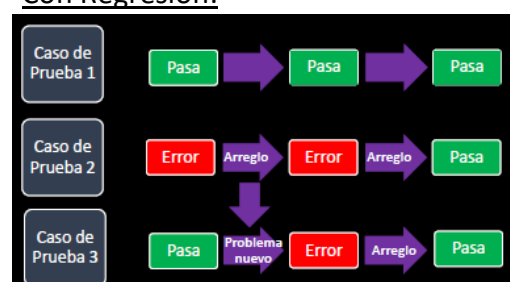 Con Regresión:
Caso de
Prueba 1
Pasa
Pasa
Pasa
Caso de
Prueba 2
Error
Arreglo
Error
Arreglo
Pasa
Caso de
Prueba 3
Pasa
Problema
nuevo
Error
Arreglo
Pasa